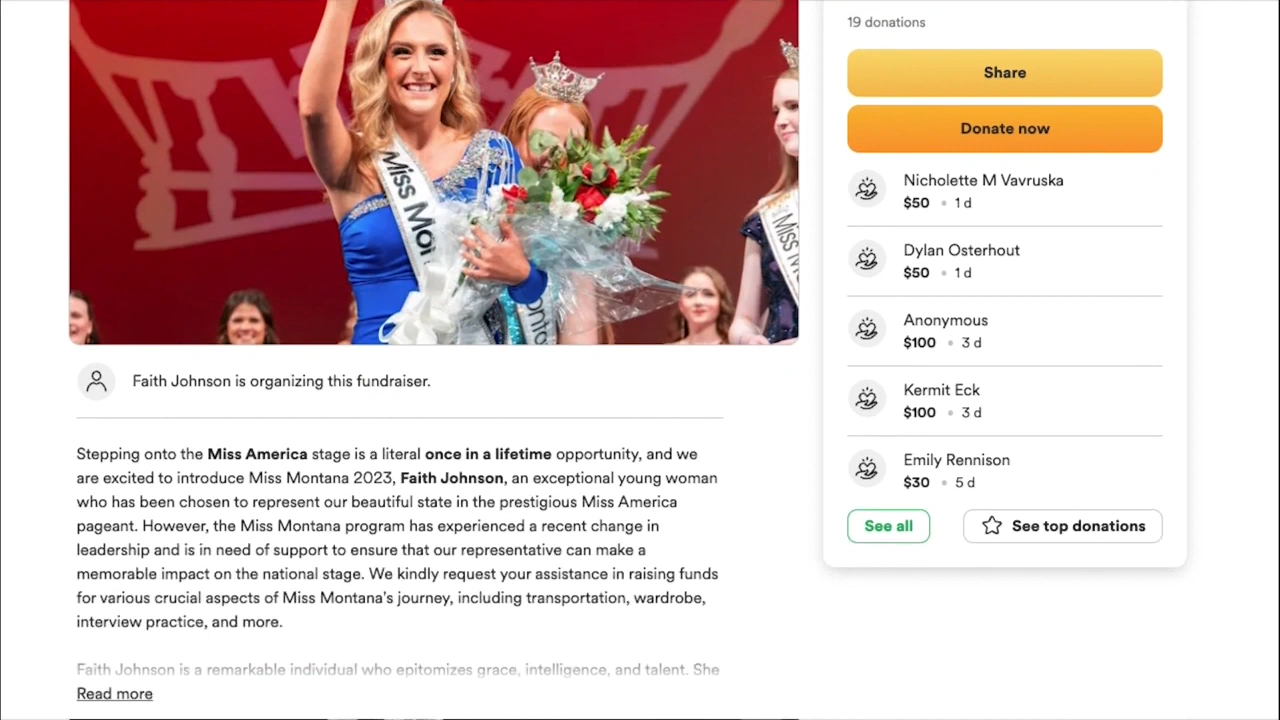 Miss Mon
Miss M
onta
Faith Johnson is organizing this fundraiser.
Stepping onto the Miss America stage is a literal once in a lifetime opportunity, and we
are excited to introduce Miss Montana 2023, Faith Johnson, an exceptional young woman
who has been chosen to represent our beautiful state in the prestigious Miss America
pageant. However, the Miss Montana program has experienced a recent change in
leadership and is in need of support to ensure that our representative can make a
memorable impact on the national stage. We kindly request your assistance in raising funds
for various crucial aspects of Miss Montana's journey, including transportation, wardrobe,
interview practice, and more.
Faith Johnson is a remarkable individual who epitomizes grace, intelligence, and talent. She
Read more
19 donations
Share
Donate now
Nicholette M Vavruska
$50 • 1 d
Dylan Osterhout
$50 • 1 d
Anonymous
$100 • 3 d
Kermit Eck
$100 • 3 d
Emily Rennison
$30 • 5 d
See all
See top donations